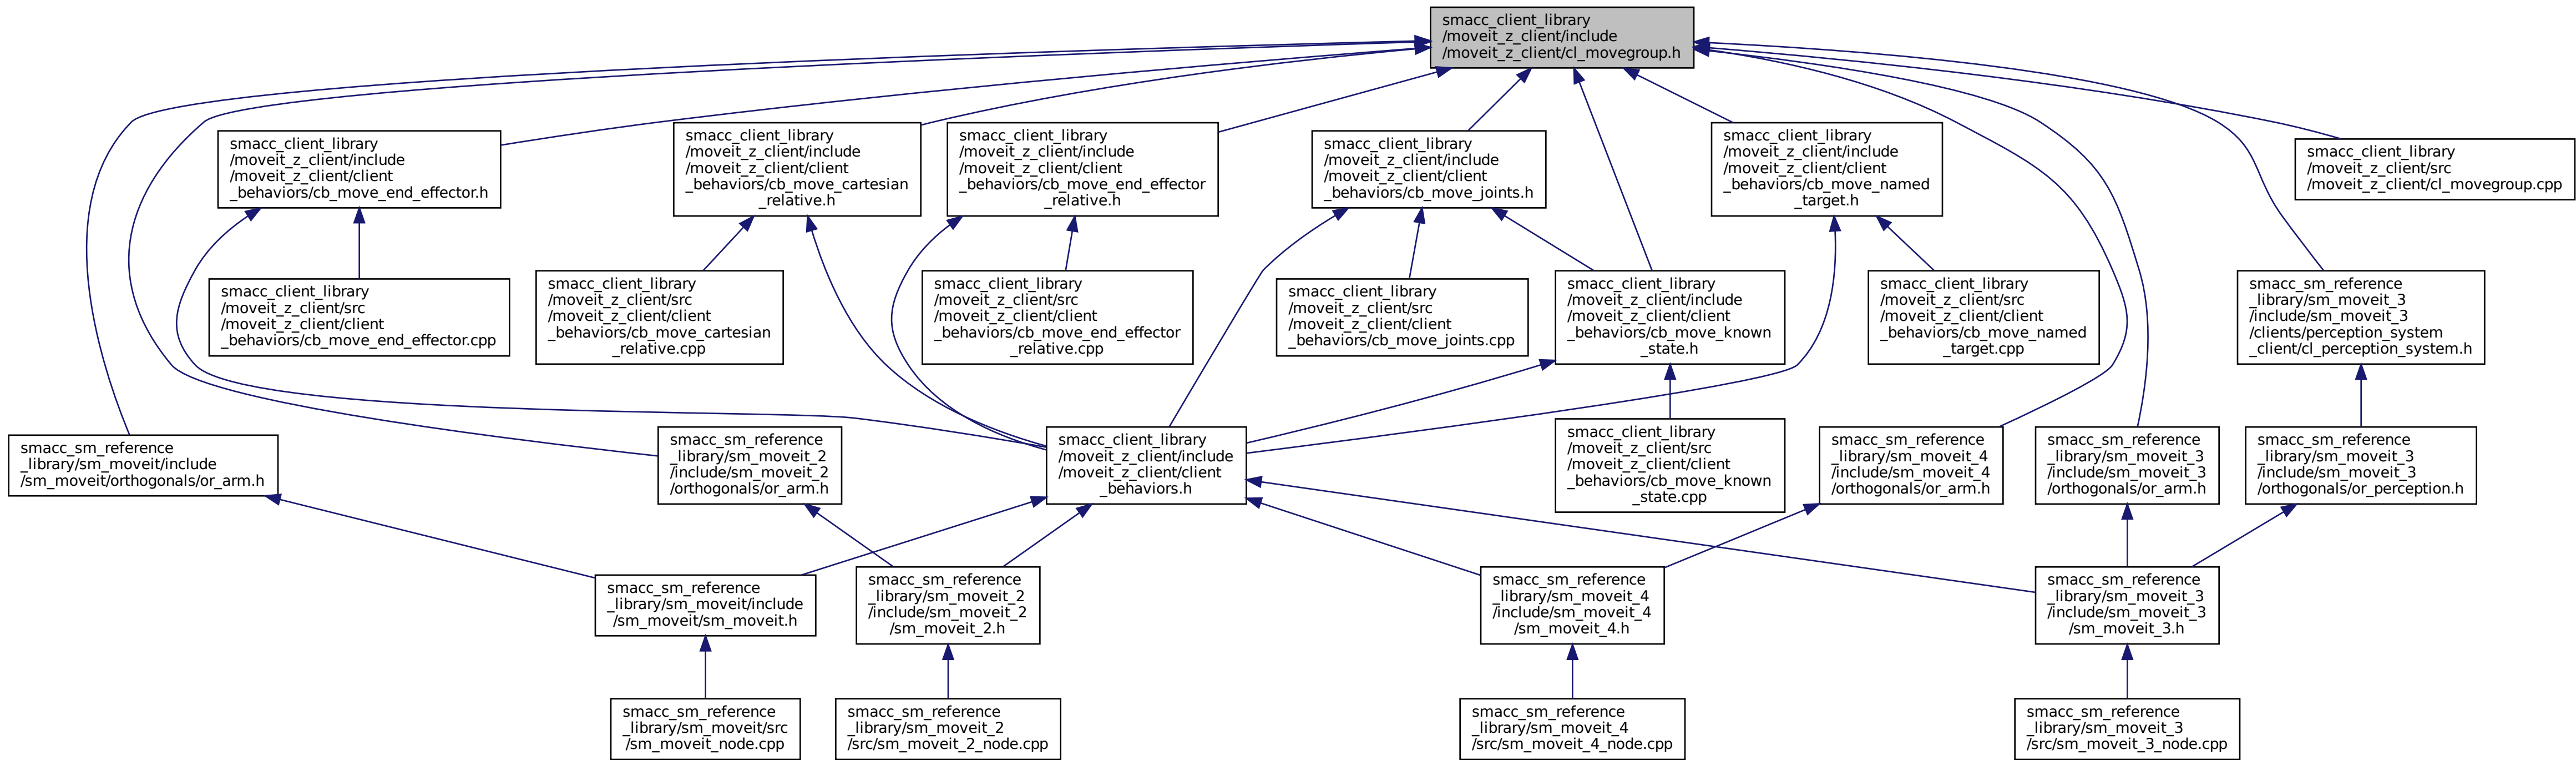 smacc_client_library
/moveit_z_client/include
/moveit_z_client/cl_movegroup.h
smacc_client_library
/moveit_z_client/include
/moveit_z_client/client
_behaviors/cb_move_end_effector.h
smacc_client_library
/moveit_z_client/include
/moveit_z_client/client
_behaviors/cb_move_cartesian
_relative.h
smacc_client_library
/moveit_z_client/include
/moveit_z_client/client
_behaviors/cb_move_end_effector
_relative.h
smacc_client_library
/moveit_z_client/include
/moveit_z_client/client
_behaviors/cb_move_joints.h
smacc_client_library
/moveit_z_client/include
/moveit_z_client/client
_behaviors/cb_move_named
_target.h
smacc_client_library
/moveit_z_client/src
/moveit_z_client/cl_movegroup.cpp
smacc_client_library
/moveit_z_client/src
/moveit_z_client/client
_behaviors/cb_move_end_effector.cpp
smacc_client_library
/moveit_z_client/src
/moveit_z_client/client
_behaviors/cb_move_cartesian
_relative.cpp
smacc_client_library
/moveit_z_client/src
/moveit_z_client/client
_behaviors/cb_move_end_effector
_relative.cpp
smacc_client_library
/moveit_z_client/src
/moveit_z_client/client
_behaviors/cb_move_joints.cpp
smacc_client_library
/moveit_z_client/include
/moveit_z_client/client
_behaviors/cb_move_known
_state.h
smacc_client_library
/moveit_z_client/src
/moveit_z_client/client
_behaviors/cb_move_named
_target.cpp
smacc_sm_reference
_library/sm_moveit_3
/include/sm_moveit_3
/clients/perception_system
_client/cl_perception_system.h
smacc_sm_reference
_library/sm_moveit/include
/sm_moveit/orthogonals/or_arm.h
smacc_sm_reference
_library/sm_moveit_2
/include/sm_moveit_2
/orthogonals/or_arm.h
smacc_client_library
/moveit_z_client/include
/moveit_z_client/client
_behaviors.h
smacc_client_library
/moveit_z_client/src
/moveit_z_client/client
_behaviors/cb_move_known
_state.cpp
smacc_sm_reference
_library/sm_moveit_4
/include/sm_moveit_4
/orthogonals/or_arm.h
smacc_sm_reference
_library/sm_moveit_3
/include/sm_moveit_3
/orthogonals/or_arm.h
smacc_sm_reference
_library/sm_moveit_3
/include/sm_moveit_3
/orthogonals/or_perception.h
smacc_sm_reference
_library/sm_moveit/include
/sm_moveit/sm_moveit.h
smacc_sm_reference
_library/sm_moveit_2
/include/sm_moveit_2
/sm_moveit_2.h
smacc_sm_reference
_library/sm_moveit_4
/include/sm_moveit_4
/sm_moveit_4.h
smacc_sm_reference
_library/sm_moveit_3
/include/sm_moveit_3
/sm_moveit_3.h
smacc_sm_reference
_library/sm_moveit/src
/sm_moveit_node.cpp
smacc_sm_reference
_library/sm_moveit_2
/src/sm_moveit_2_node.cpp
smacc_sm_reference
_library/sm_moveit_4
/src/sm_moveit_4_node.cpp
smacc_sm_reference
_library/sm_moveit_3
/src/sm_moveit_3_node.cpp